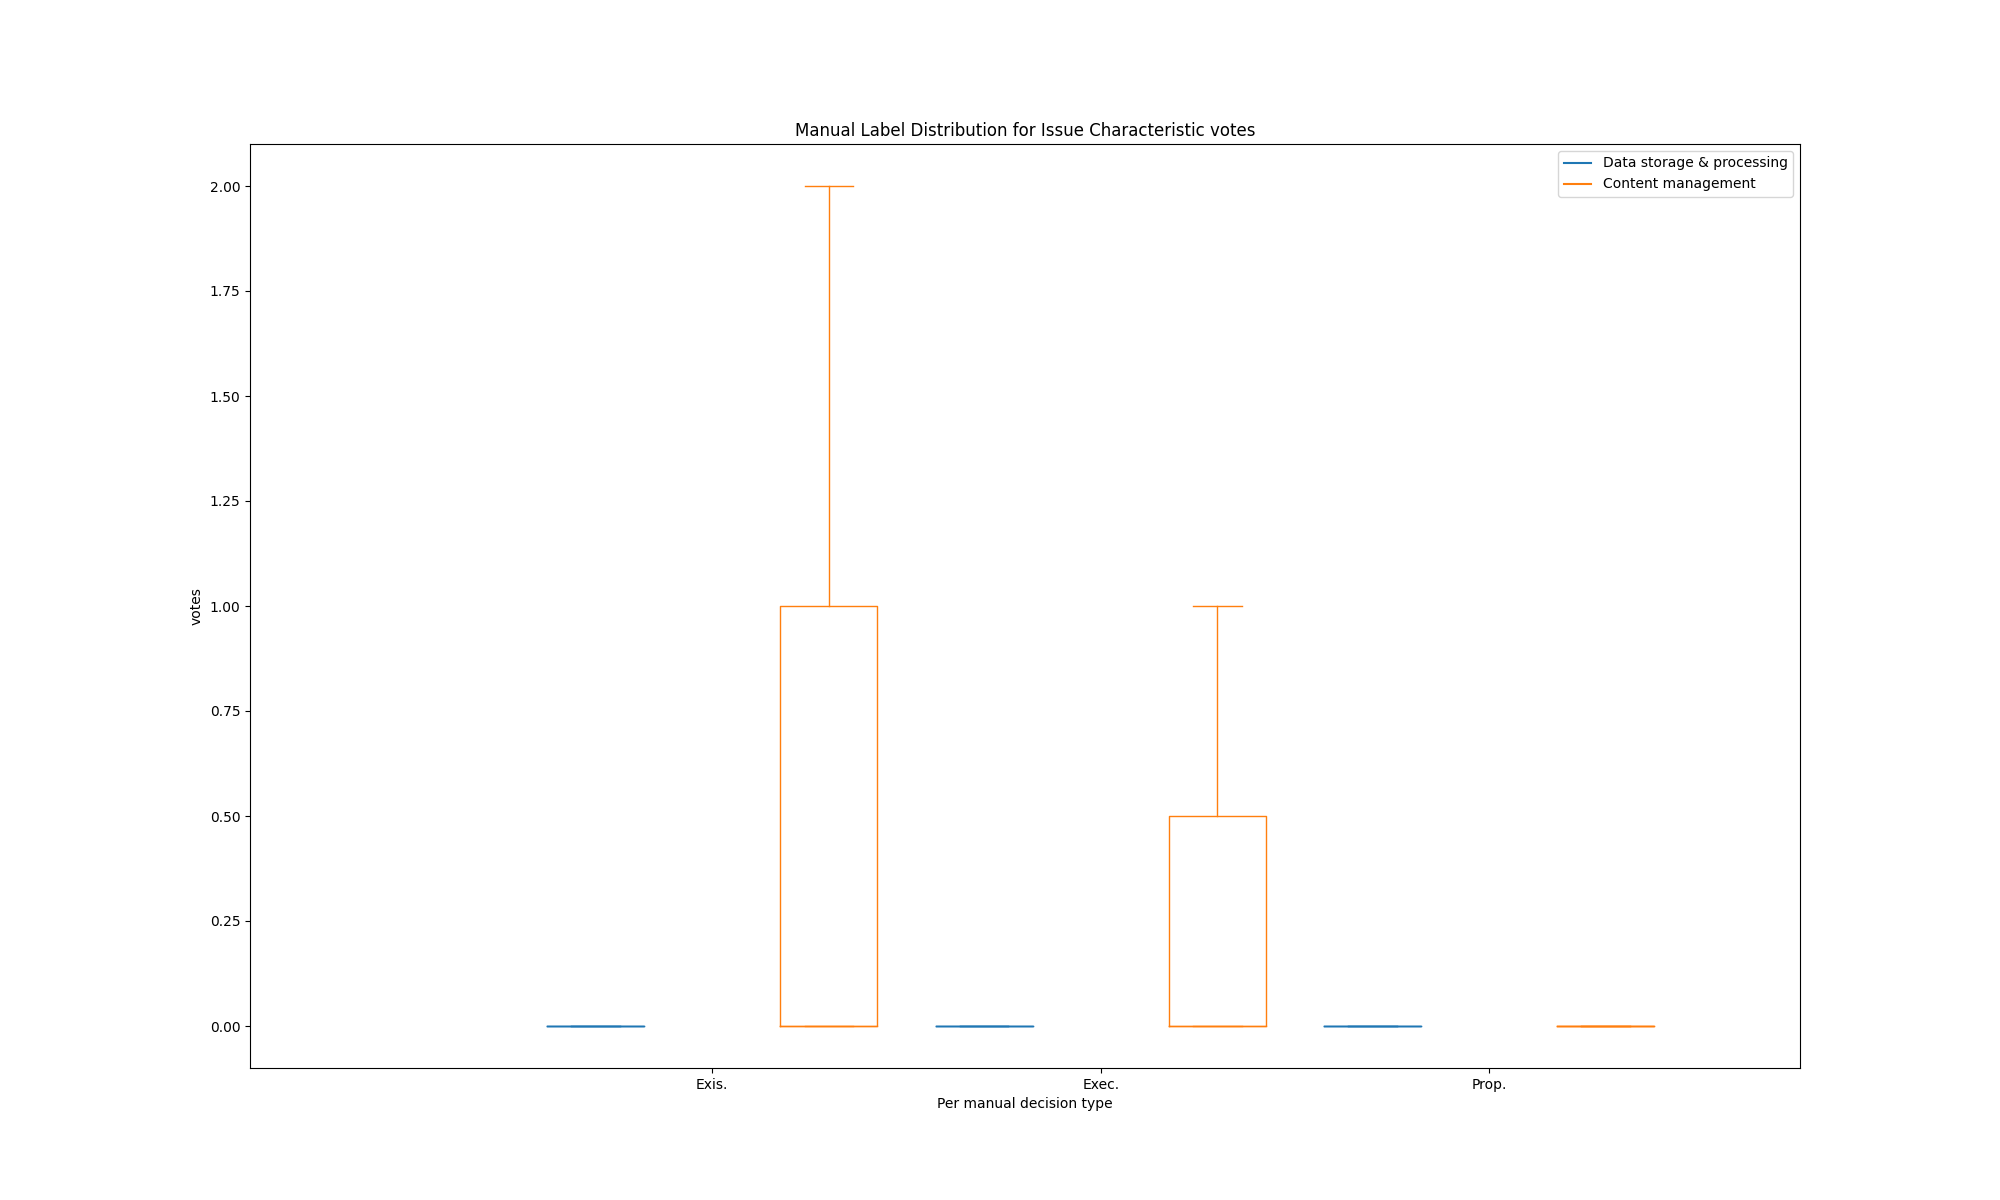 Manual Label Distribution for Issue Characteristic votes
Data storage & processing
Content management
2.00
1.75
1.50
1.25
1.00
0.75
0.50
0.25
0.00
votes
Exis.
Exec.
Prop.
Per manual decision type